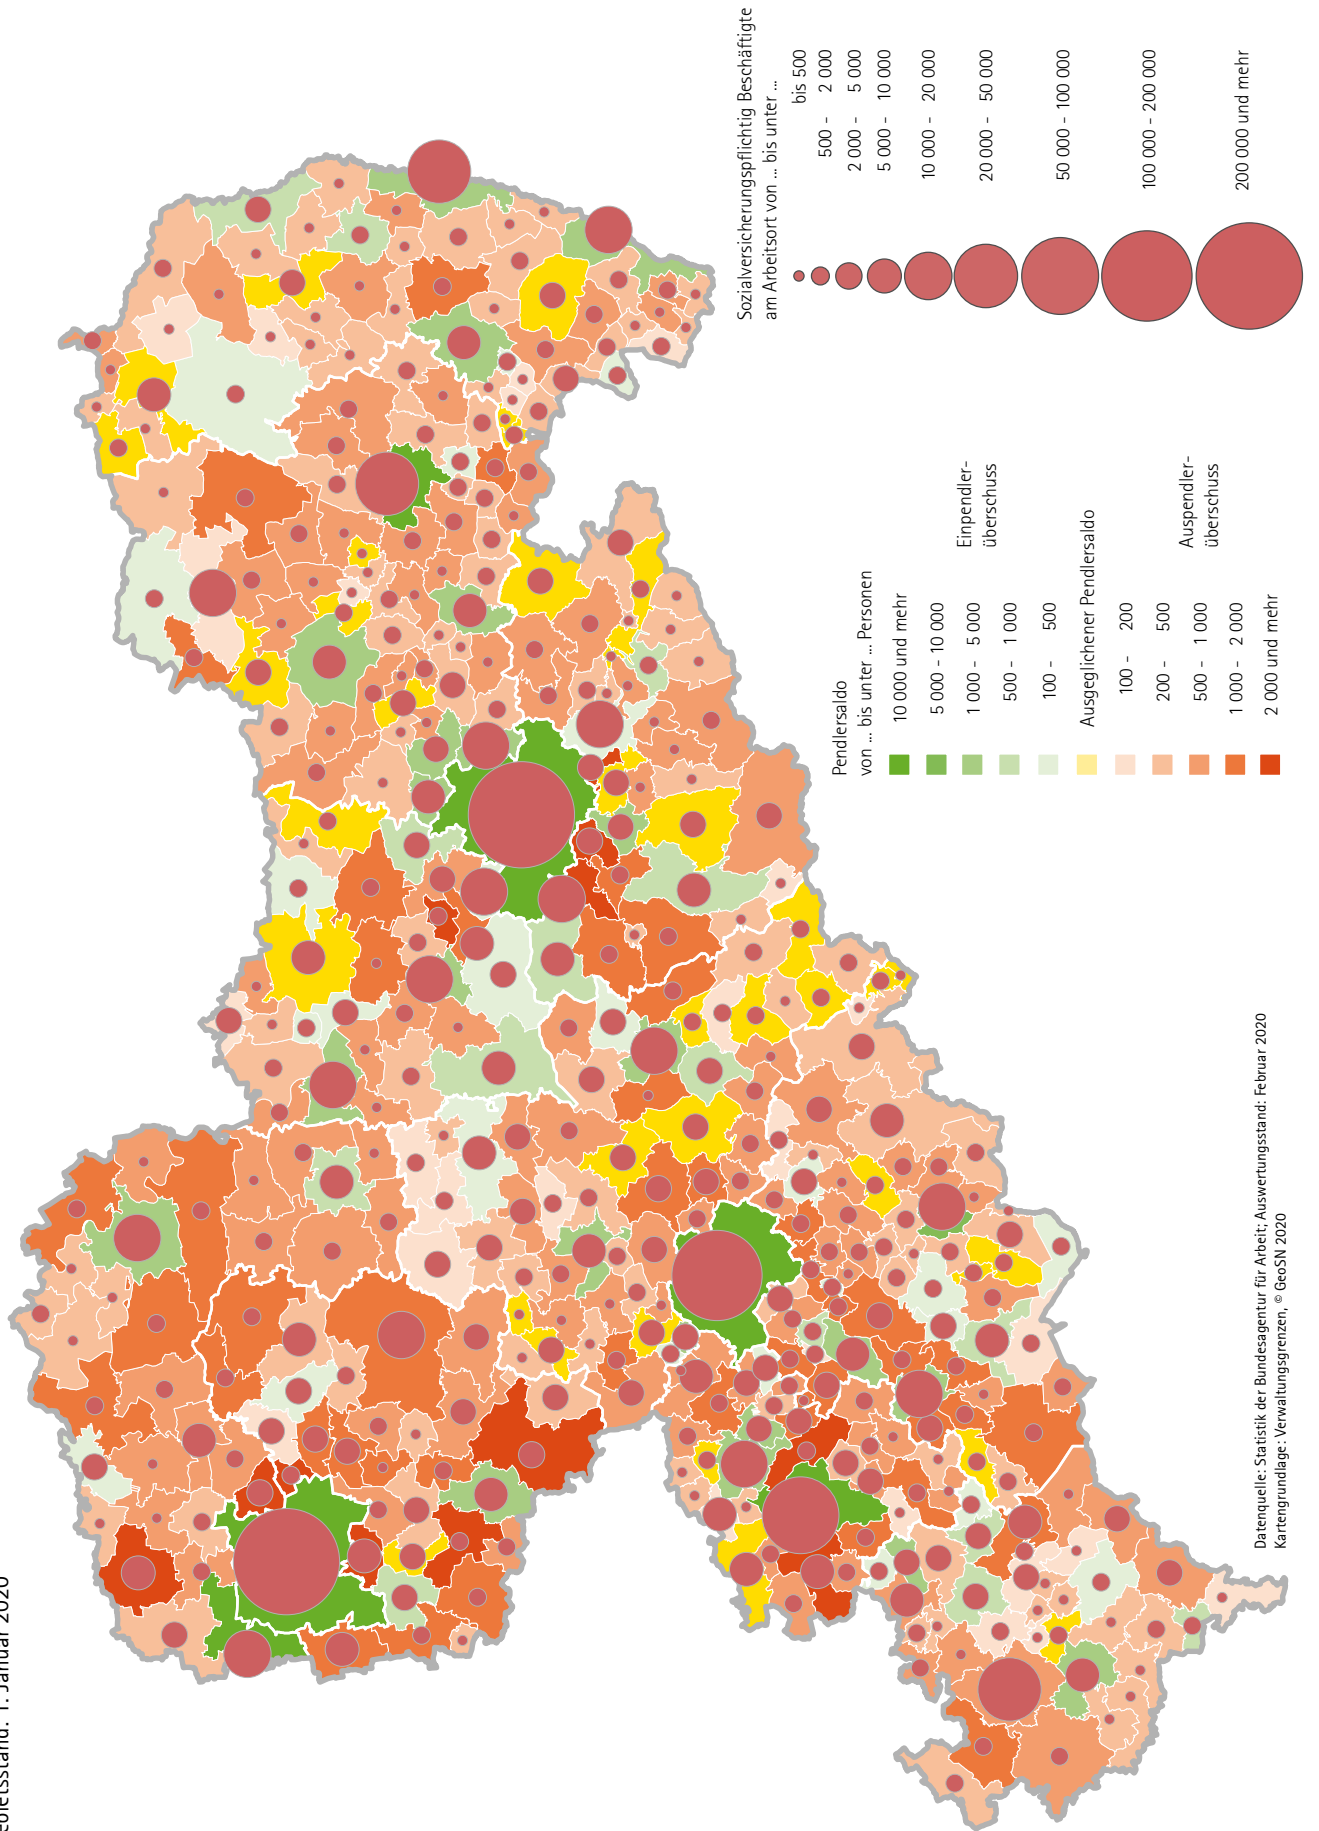 Gebietsstand: 1. Januar 2020
Sozialversicherungspflichtig Beschäftigte
am Arbeitsort von ... bis unter ...
bis 500
500 - 2 000
2 000 - 5 000
5 000 - 10 000
10 000 - 20 000
20 000 - 50 000
50 000 - 100 000
100 000 - 200 000
200 000 und mehr
Pendlersaldo
von ... bis unter ... Personen
10 000 und mehr
5 000 - 10 000
1 000 - 5 000
500 - 1 000
100 - 500
Einpendler-
überschuss
Ausgeglichener Pendlersaldo
100 - 200
200 - 500
500 - 1 000
1 000 - 2 000
2 000 und mehr
Auspendler-
überschuss
Datenquelle: Statistik der Bundesagentur für Arbeit; Auswertungsstand: Februar 2020
Kartengrundlage: Verwaltungsgrenzen, © GeoSN 2020